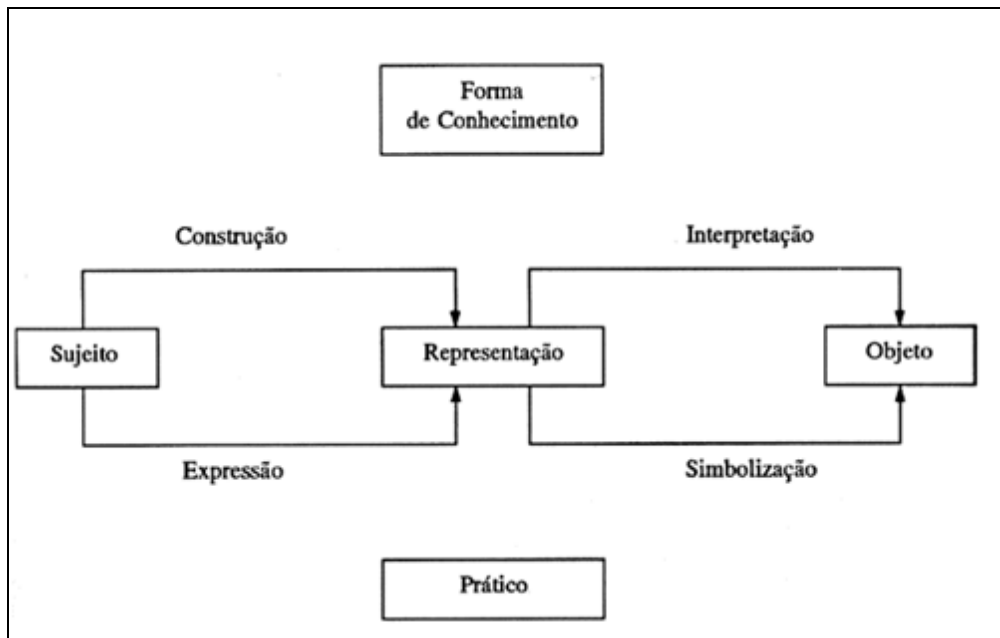 Forma
de Conhecimento
Construção
Interpretação
Sujeito
Representação
Objeto
Expressão
Simbolização
Prático